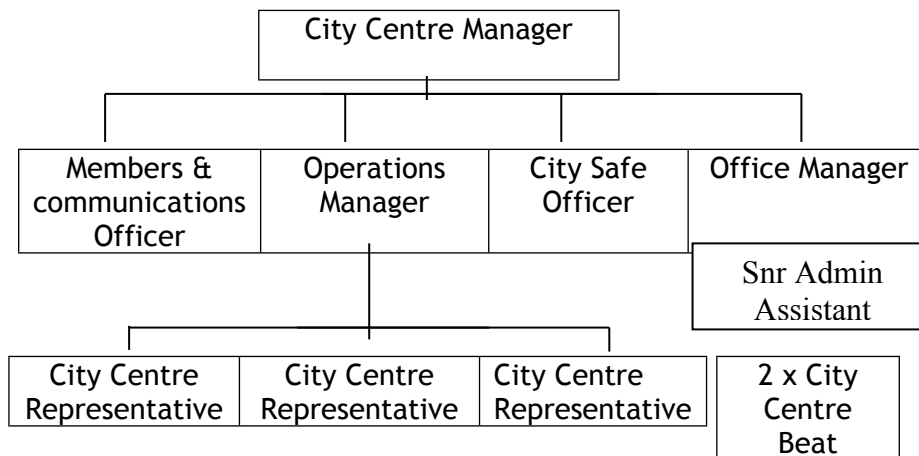 City Centre Manager
Members &
communications
Officer
Operations
Manager
City Safe
Officer
Office Manager
Snr Admin
Assistant
City Centre
Representative
City Centre
Representative
City Centre
Representative
2 x City
Centre
Beat